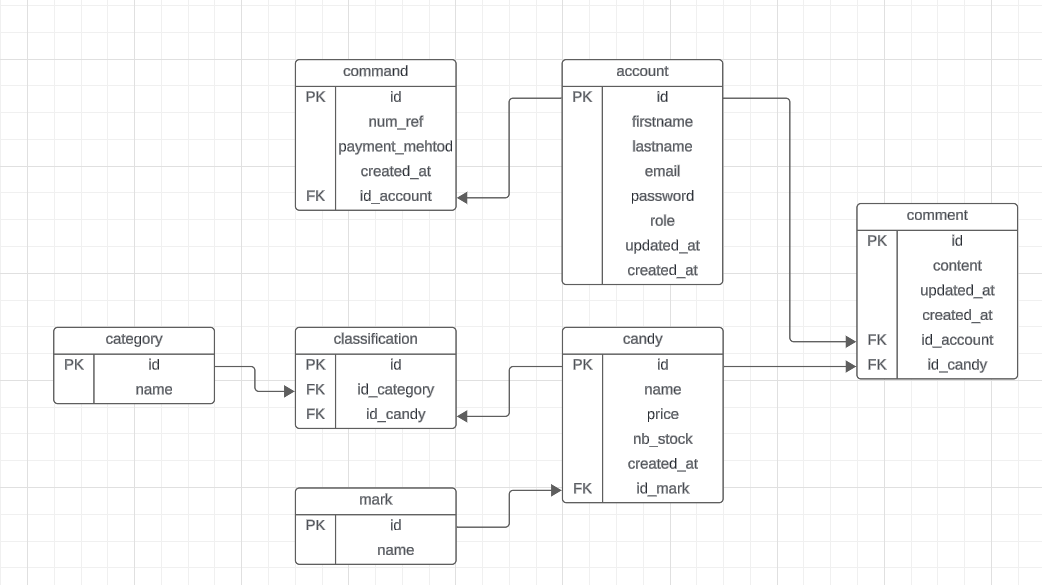 command
PK id
num_ref
payment_mehtod
created_at
FK id_account
account
PK id
firstname
lastname
email
password
role
updated_at
created_at
comment
PK id
content
updated_at
created_at
FK id_account
FK id_candy
category
PK id
name
classification
PK id
FK id_category
FK id_candy
candy
PK id
name
price
nb_stock
created_at
FK id_mark
mark
PK id
name